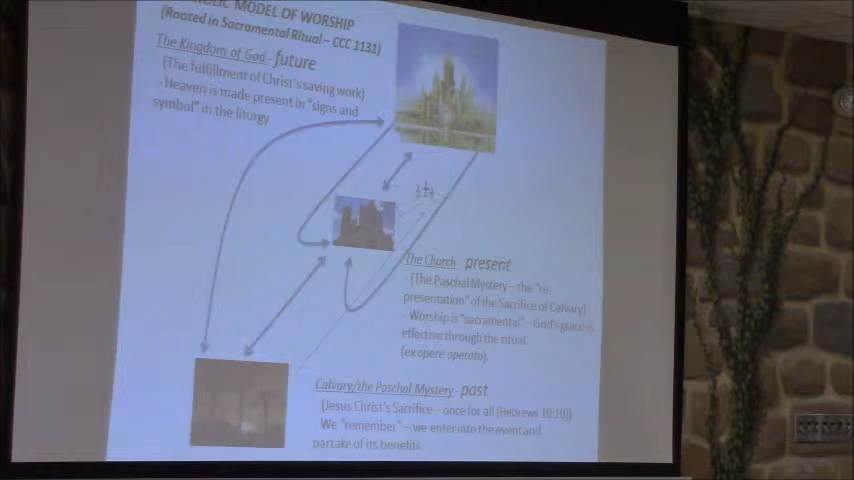 OLIC MODEL OF WORSHIP
(Rooted in Sacramental Ritual – CCC 1131)
The Kingdom of God - future
(The fulfillment of Christ's saving work)
Heaven is made present in "signs and
symbol" in the liturgy
The Church present
(The Paschal Mystery – the "re-
presentation" of the Sacrifice of Calvary)
Worship is "sacramental" – God's grace is
effective through the ritual.
(ex opere operato).
Calvary/the Paschal Mystery - past
(Jesus Christ's Sacrifice – once for all (Hebrews 10:10))
We "remember" – we enter into the event and
partake of its benefits.